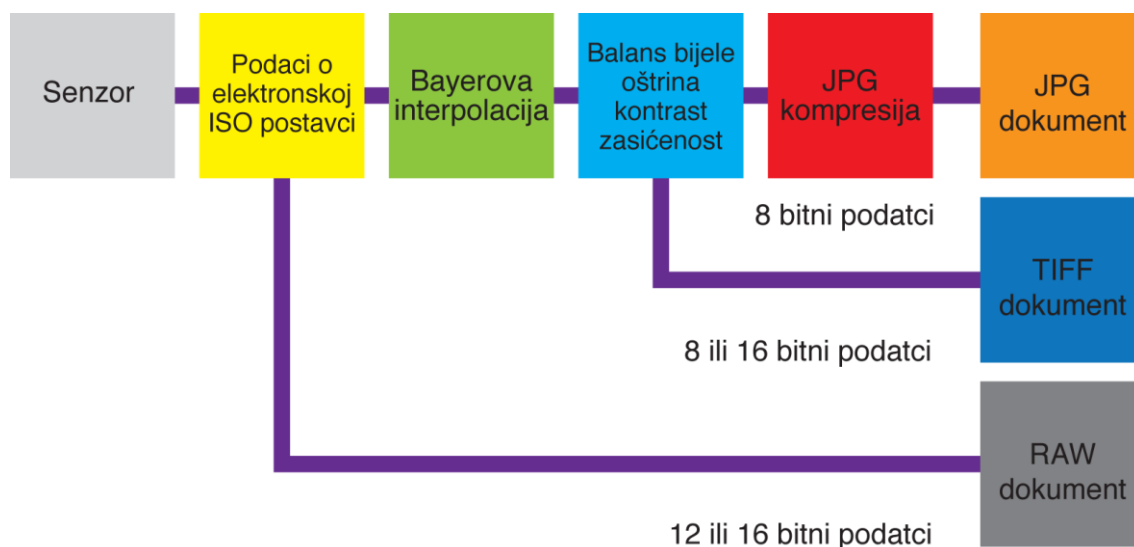 Senzor
Podaci o
elektronskoj
ISO postavci
Bayerova
interpolacija
Balans bijele
oštrina
kontrast
zasićenost
JPG
kompresija
JPG
dokument
8 bitni podatci
TIFF
dokument
8 ili 16 bitni podatci
RAW
dokument
12 ili 16 bitni podatci